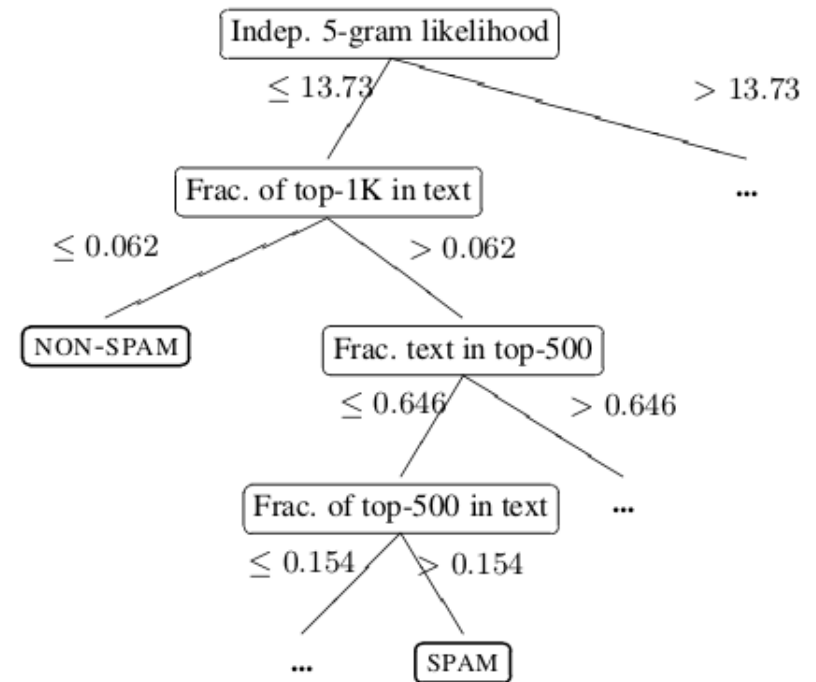 Indep. 5-gram likelihood
≤ 13.73
> 13.73
Frac. of top-1K in text
...
≤ 0.062
> 0.062
NON-SPAM
Frac. text in top-500
≤ 0.646
> 0.646
Frac. of top-500 in text
...
≤ 0.154
> 0.154
...
SPAM